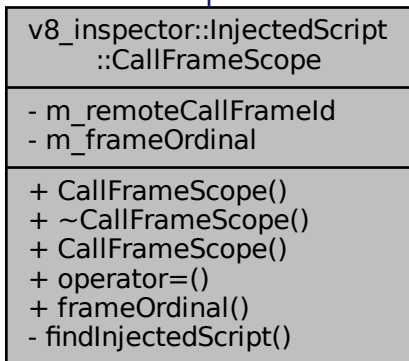 v8_inspector::InjectedScript
::CallFrameScope
- m_remoteCallFrameId
- m_frameOrdinal
+ CallFrameScope()
+ ~CallFrameScope()
+ CallFrameScope()
+ operator=()
+ frameOrdinal()
- findInjectedScript()